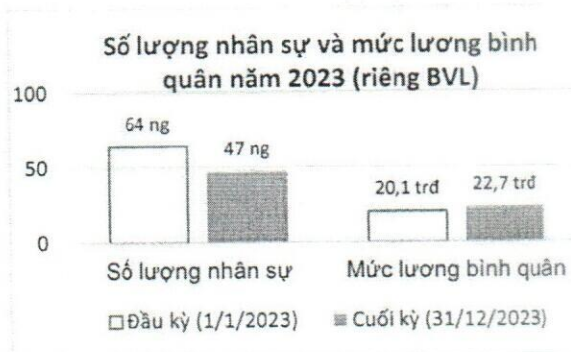 Số lượng nhân sự và mức lương bình
quân năm 2023 (riêng BVL)
100
64 ng
47 ng
50
20,1 trđ
22,7 trđ
0
Số lượng nhân sự
Mức lương bình quân
Đầu kỳ (1/1/2023)
Cuối kỳ (31/12/2023)